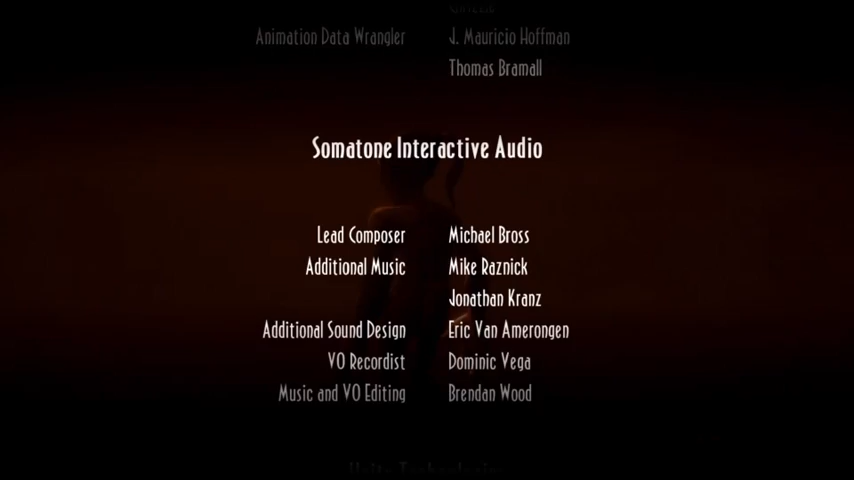 Animation Data Wrangler J. Mauricio Hoffman
Thomas Bramall
Somatone Interactive Audio
Lead Composer Michael Bross
Additional Music Mike Raznick
Jonathan Kranz
Additional Sound Design Eric Van Amerongen
VO Recordist Dominic Vega
Music and VO Editing Brendan Wood